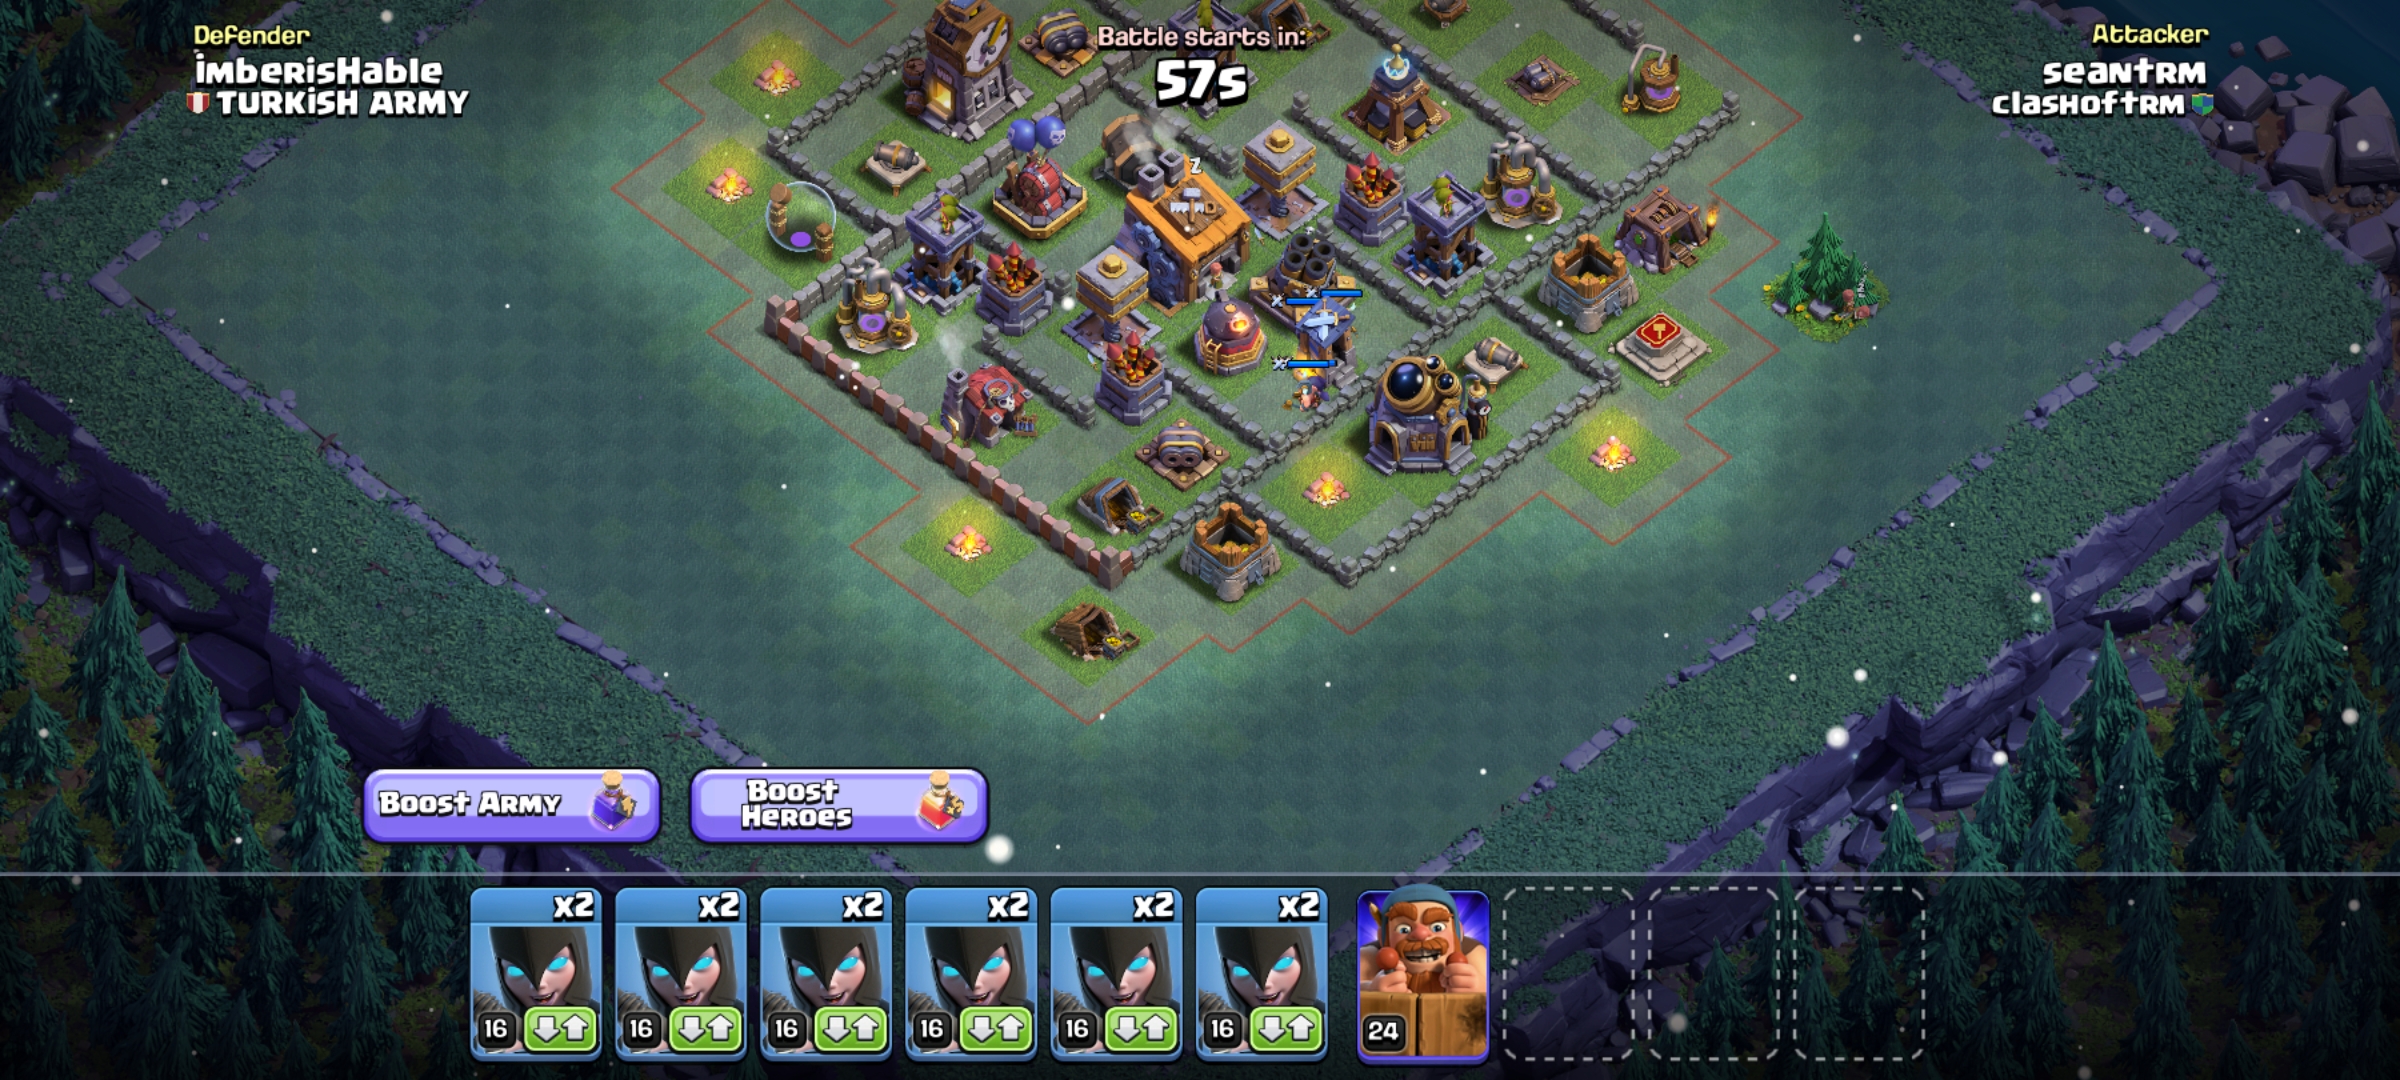 Defender
imberisHable
TURKISH ARMY
Battle starts in:
57s
Attacker
seantRM
clashoftRM
z
z
Boost Army
Boost
Heroes
x2
x2
x2
x2
x2
x2
16
16
16
16
16
16
24